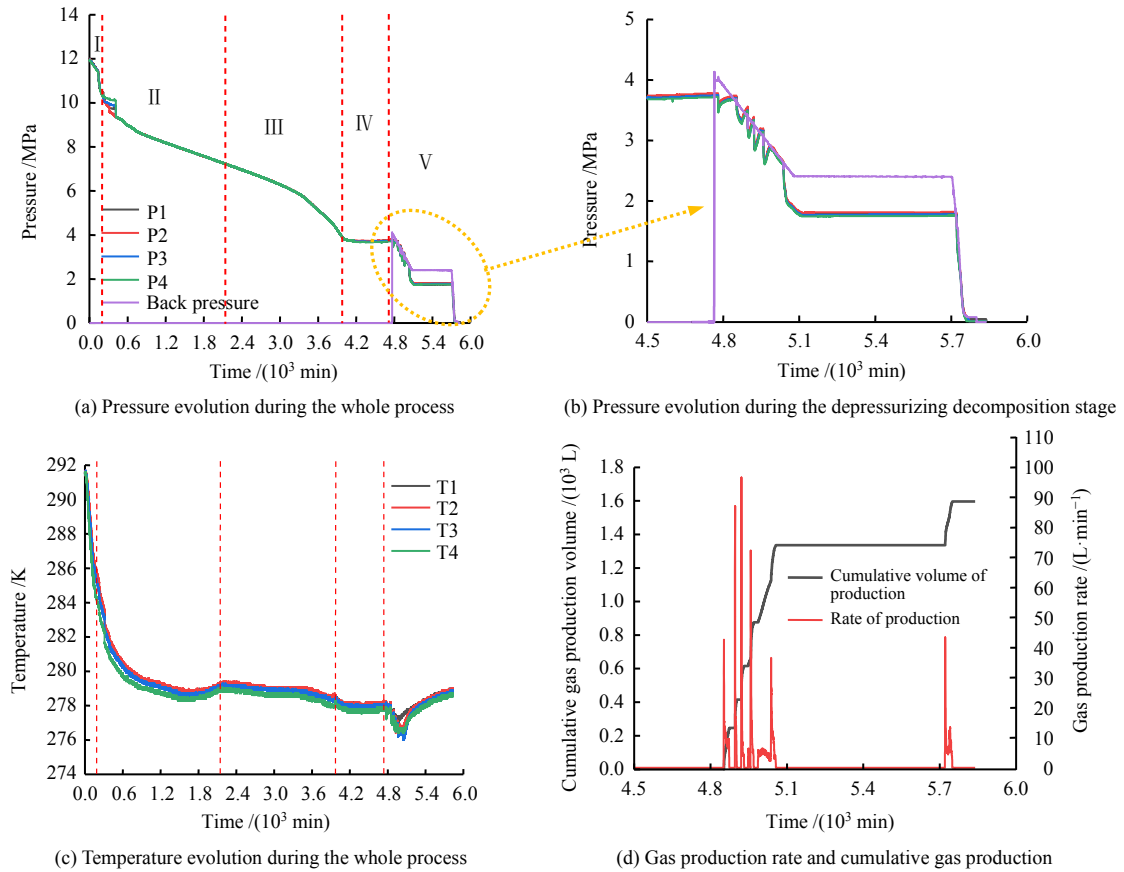 14
12
10
8
6
4
2
0
Pressure /MPa
Ⅰ
Ⅱ
Ⅲ
Ⅳ
Ⅴ
P1
P2
P3
P4
Back pressure
0.0 0.6 1.2 1.8 2.4 3.0 3.6 4.2 4.8 5.4 6.0
Time /(10³ min)
(a) Pressure evolution during the whole process
5
4
3
2
1
0
Pressure /MPa
4.5 4.8 5.1 5.4 5.7 6.0
Time /(10³ min)
(b) Pressure evolution during the depressurizing decomposition stage
292
290
288
286
284
282
280
278
276
274
Temperature /K
T1
T2
T3
T4
0.0 0.6 1.2 1.8 2.4 3.0 3.6 4.2 4.8 5.4 6.0
Time /(10³ min)
(c) Temperature evolution during the whole process
1.8
1.6
1.4
1.2
1.0
0.8
0.6
0.4
0.2
0.0
Cumulative gas production volume /(10³ L)
Cumulative volume of
production
Rate of production
110
100
90
80
70
60
50
40
30
20
10
0
Gas production rate /(L·min⁻¹)
4.5 4.8 5.1 5.4 5.7 6.0
Time /(10³ min)
(d) Gas production rate and cumulative gas production